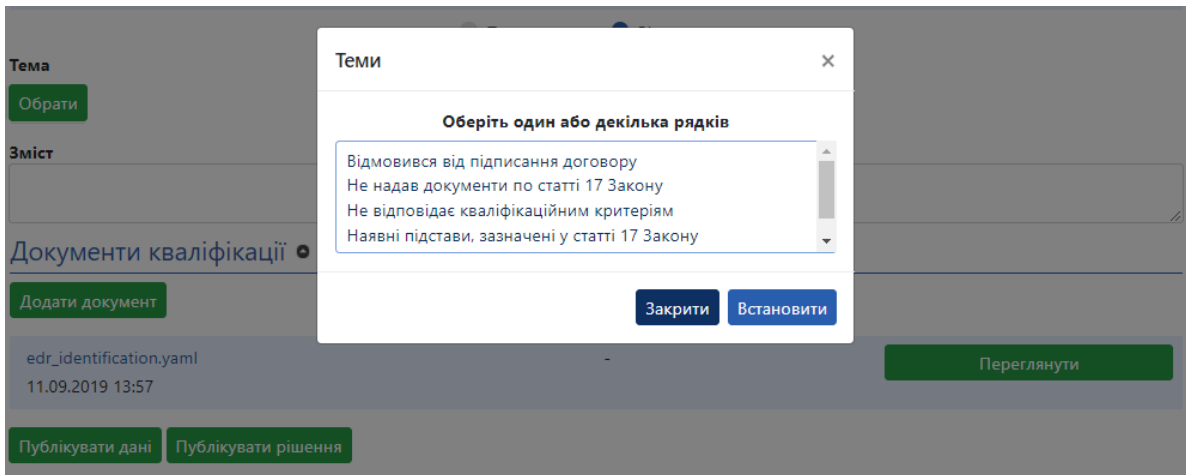 Теми
×
Тема
Обрати
Оберіть один або декілька рядків
Зміст
Відмовився від підписання договору
Не надав документи по статті 17 Закону
Не відповідає кваліфікаційним критеріям
Наявні підстави, зазначені у статті 17 Закону
Документи кваліфікації
Додати документ
Закрити
Встановити
edr_identification.yaml
-
Переглянути
11.09.2019 13:57
Публікувати дані
Публікувати рішення